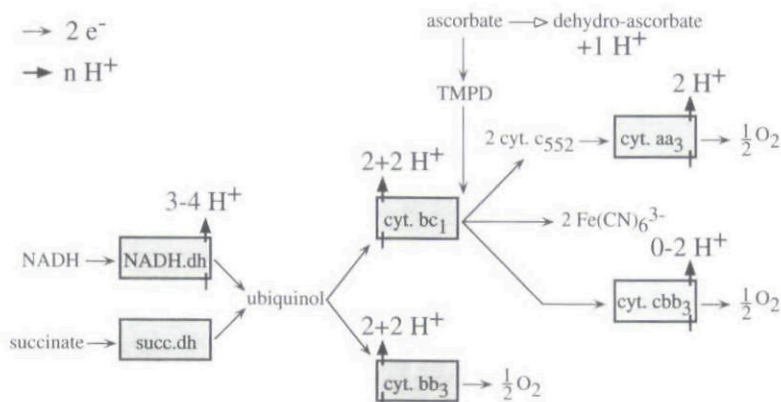 ascorbate dehydro-ascorbate
+1 H⁺
2 e⁻
n H⁺
TMPD
2 H⁺
2 cyt. c₅₅₂ cyt. aa₃ ½ O₂
2+2 H⁺
3-4 H⁺
cyt. bc₁ 2 Fe(CN)₆³⁻
0-2 H⁺
NADH NADH.dh
ubiquinol cyt. cbb₃ ½ O₂
2+2 H⁺
succinate succ.dh
cyt. bb₃ ½ O₂